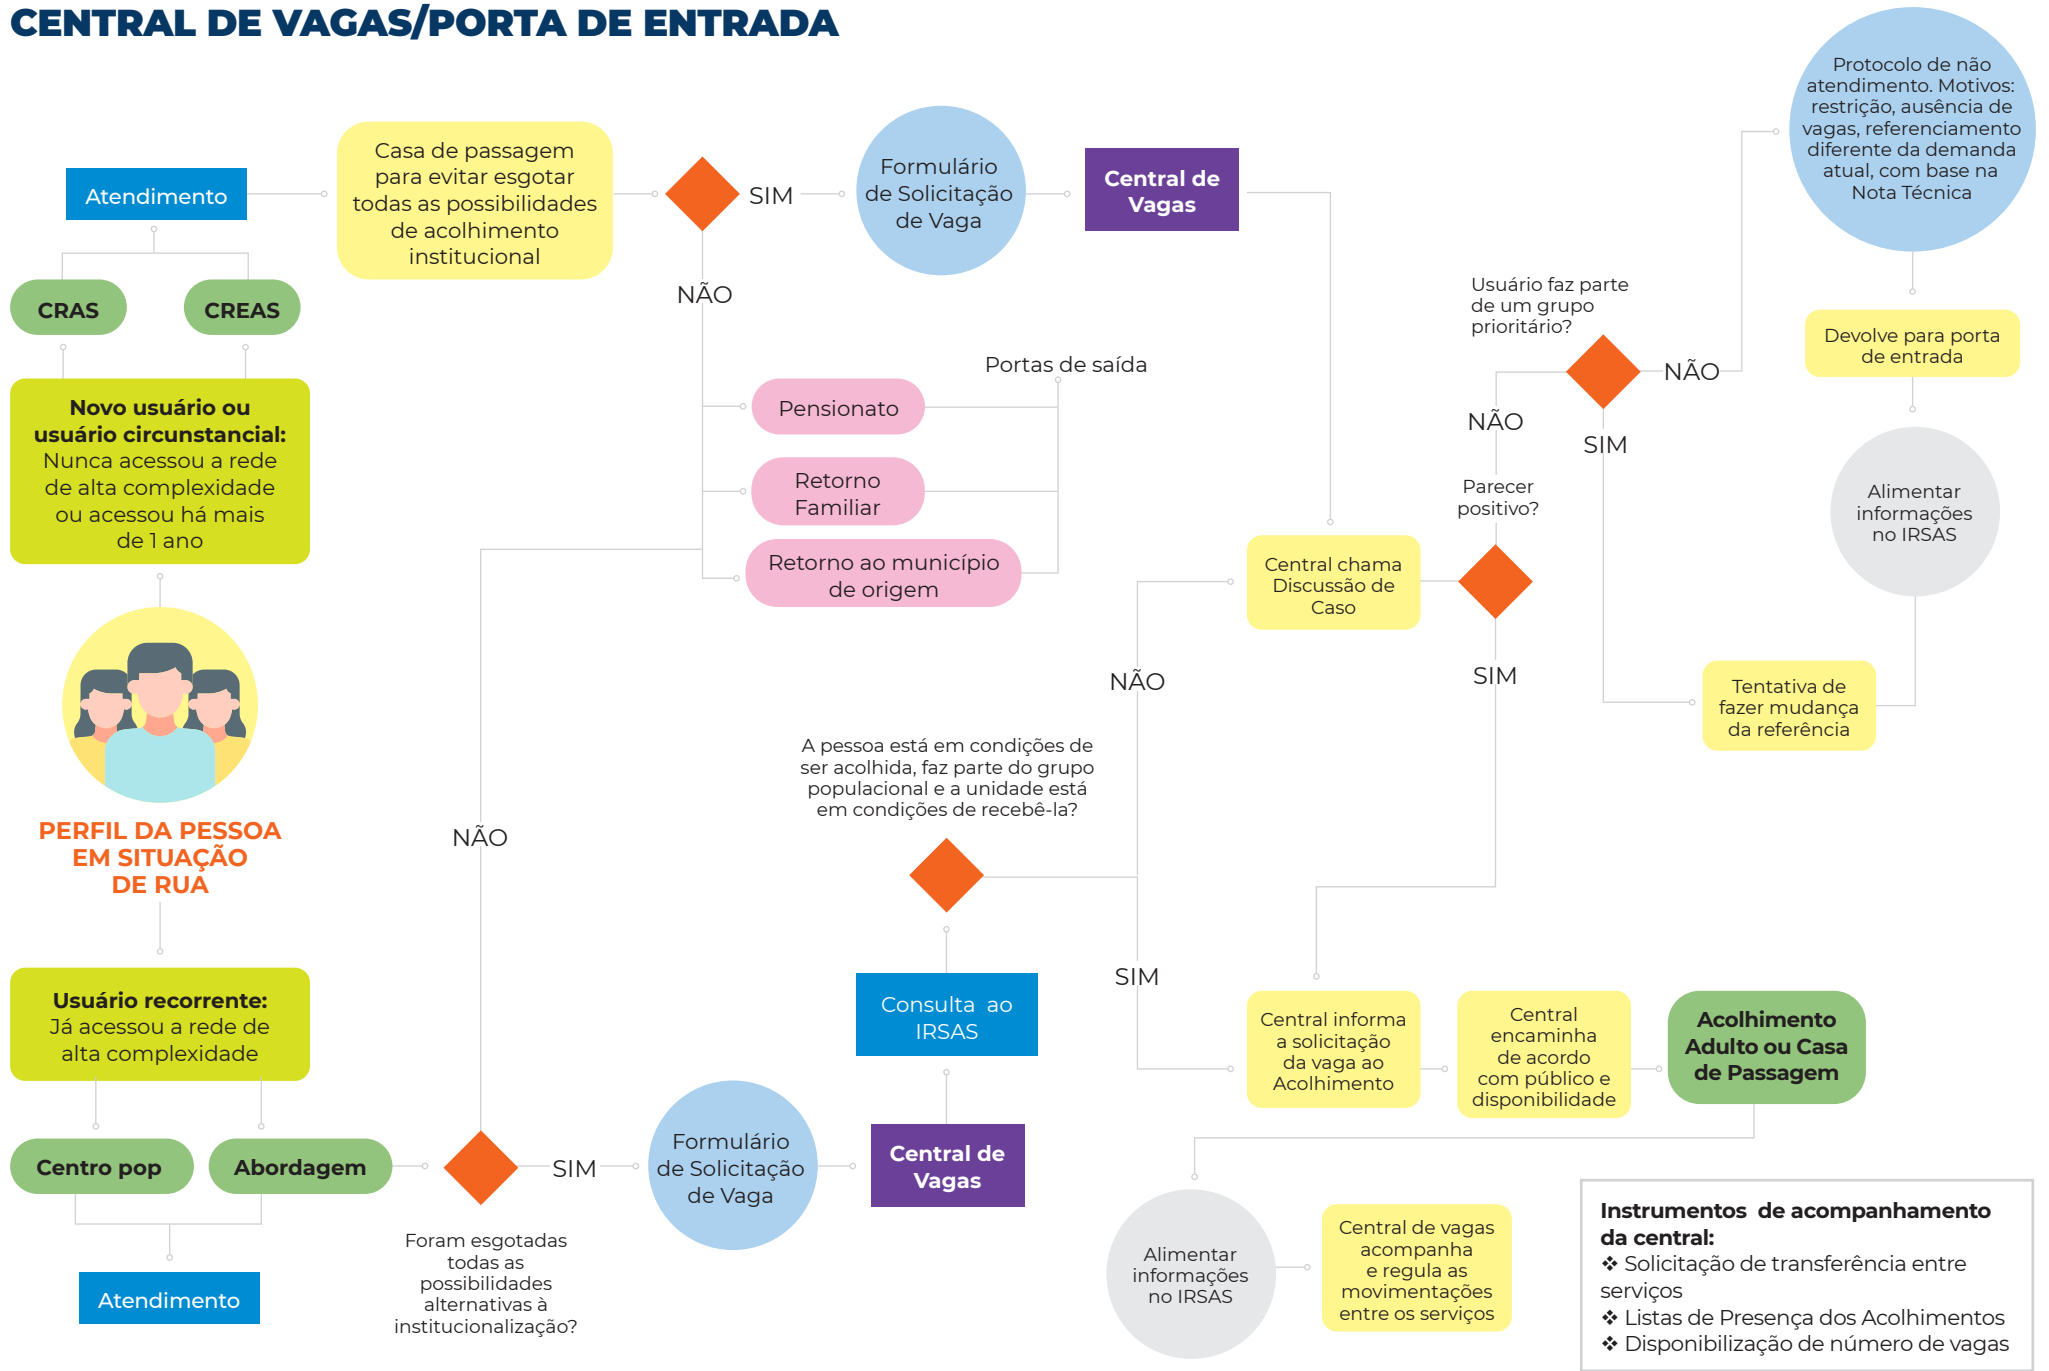 CENTRAL DE VAGAS/PORTA DE ENTRADA
Atendimento
Casa de passagem
para evitar esgotar
todas as possibilidades
de acolhimento
institucional
SIM
NÃO
Formulário
de Solicitação
de Vaga
Central de
Vagas
Protocolo de não
atendimento. Motivos:
restrição, ausência de
vagas, referenciamento
diferente da demanda
atual, com base na
Nota Técnica
CRAS
CREAS
Novo usuário ou
usuário circunstancial:
Nunca acessou a rede
de alta complexidade
ou acessou há mais
de 1 ano
Portas de saída
Pensionato
Retorno
Familiar
Retorno ao município
de origem
Usuário faz parte
de um grupo
prioritário?
NÃO
NÃO
SIM
Devolve para porta
de entrada
Parecer
positivo?
Alimentar
informações
no IRSAS
Central chama
Discussão de
Caso
NÃO
SIM
Tentativa de
fazer mudança
da referência
PERFIL DA PESSOA
EM SITUAÇÃO
DE RUA
NÃO
A pessoa está em condições de
ser acolhida, faz parte do grupo
populacional e a unidade está
em condições de recebê-la?
SIM
Usuário recorrente:
Já acessou a rede de
alta complexidade
Consulta ao
IRSAS
Central informa
a solicitação
da vaga ao
Acolhimento
Central
encaminha
de acordo
com público e
disponibilidade
Acolhimento
Adulto ou Casa
de Passagem
Centro pop
Abordagem
SIM
Formulário
de Solicitação
de Vaga
Central de
Vagas
Atendimento
Foram esgotadas
todas as
possibilidades
alternativas à
institucionalização?
Alimentar
informações
no IRSAS
Central de vagas
acompanha
e regula as
movimentações
entre os serviços
Instrumentos de acompanhamento
da central:
❖ Solicitação de transferência entre
serviços
❖ Listas de Presença dos Acolhimentos
❖ Disponibilização de número de vagas